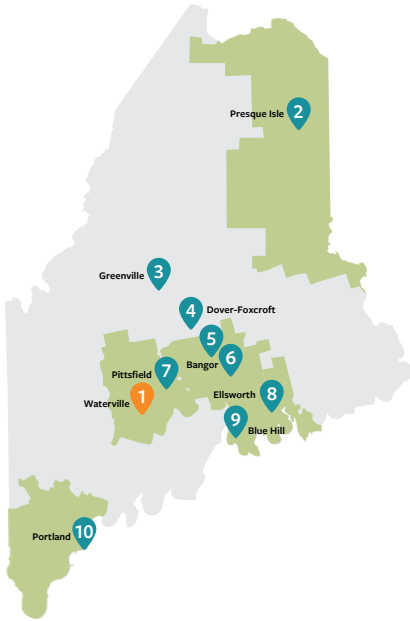 Presque Isle 2
Greenville 3
4 Dover-Foxcroft
5
Bangor 6
Pittsfield 7
Waterville 1
Ellsworth 8
9 Blue Hill
Portland 10